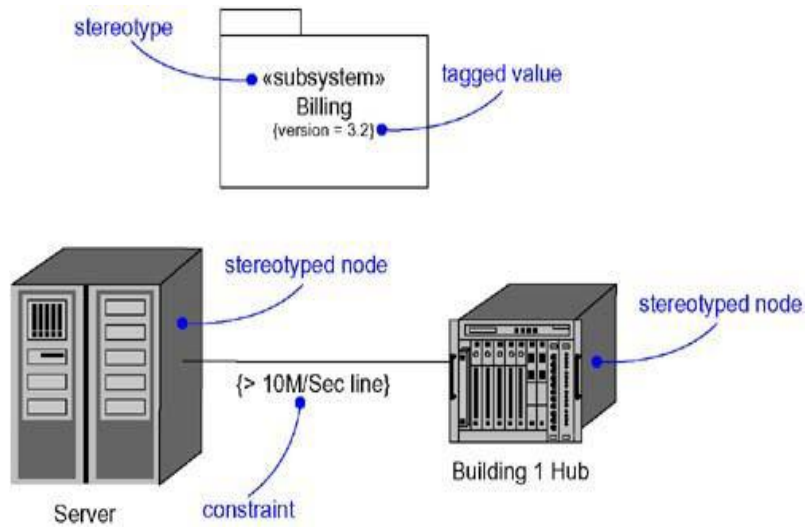 stereotype
«subsystem»
tagged value
Billing
{version = 3.2}
stereotyped node
stereotyped node
{> 10M/Sec line}
Building 1 Hub
constraint
Server